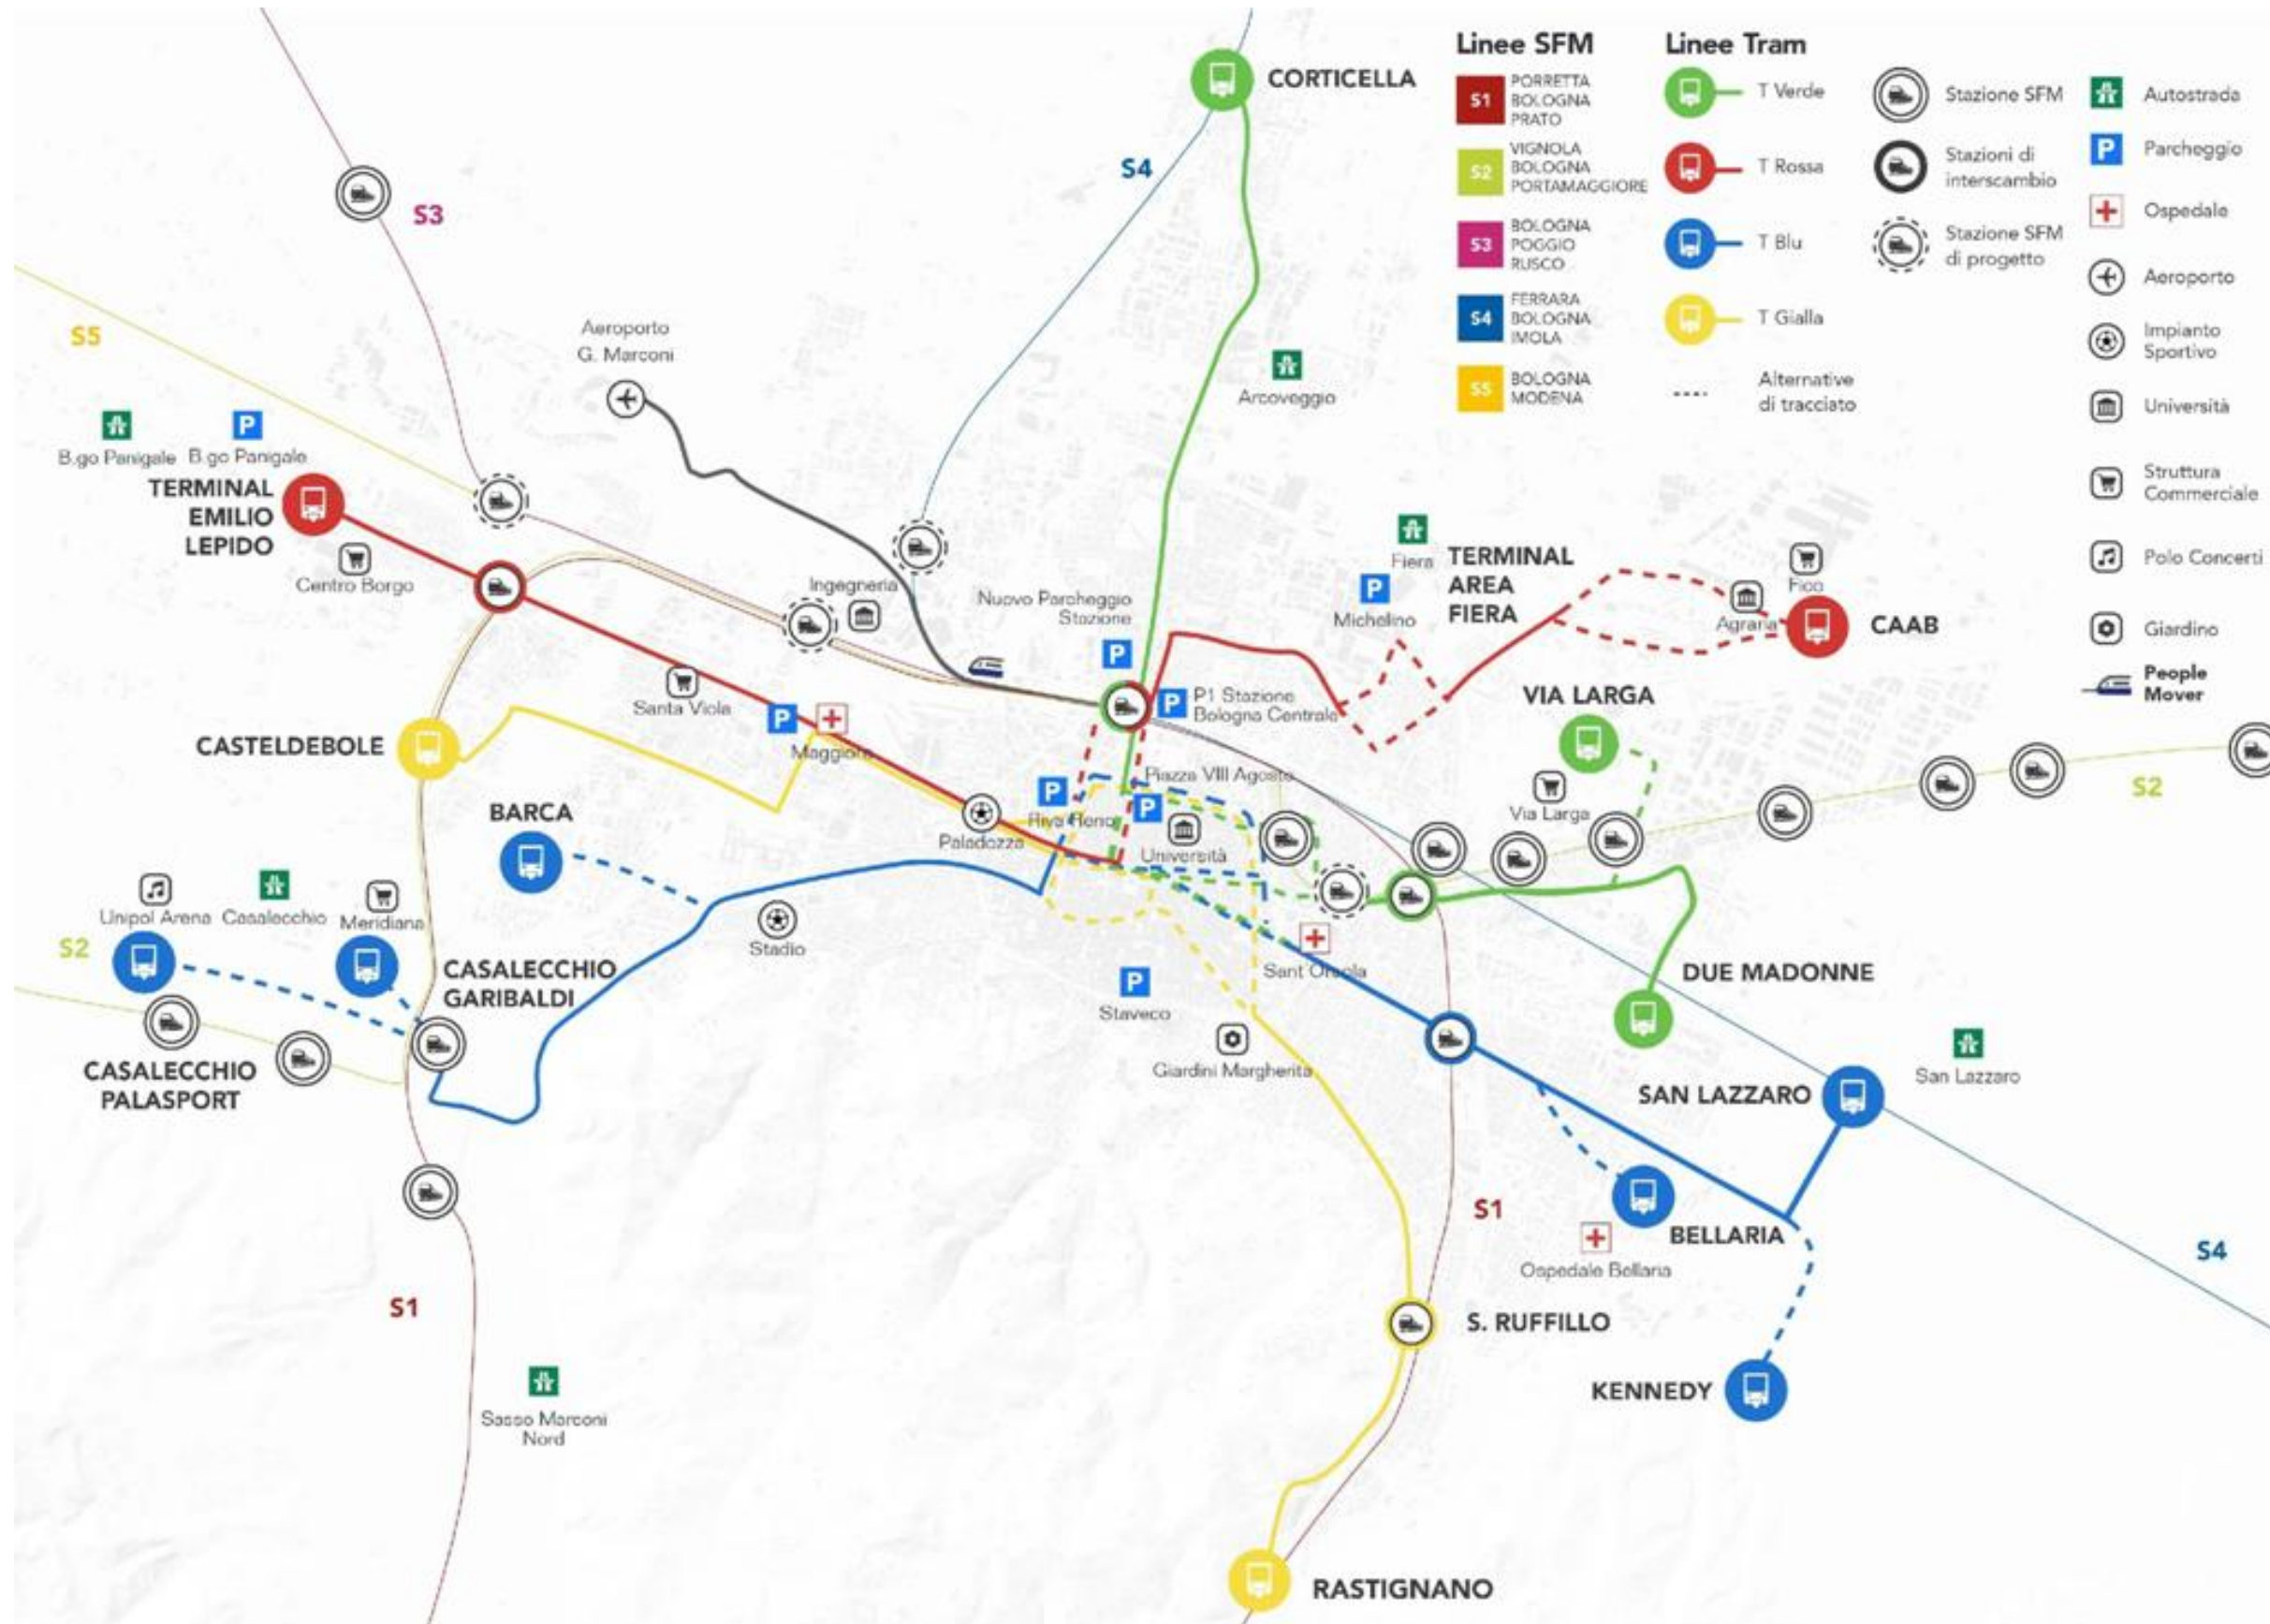 Linee SFM
S1
PORRETTA
BOLOGNA
PRATO
S2
VIGNOLA
BOLOGNA
PORTAMAGGIORE
S3
BOLOGNA
POGGIO
RUSCO
S4
FERRARA
BOLOGNA
IMOLA
S5
BOLOGNA
MODENA
Linee Tram
T Verde
T Rossa
T Blu
T Gialla
Alternative
di tracciato
Stazione SFM
Stazioni di
interscambio
Stazione SFM
di progetto
Autostrada
P
Parcheggio
Ospedale
Aeroporto
Impianto
Sportivo
Università
Struttura
Commerciale
Polo Concerti
Giardino
People
Mover
CORTICELLA
S4
S3
S5
Aeroporto
G. Marconi
Arcoveggio
P
B.go Panigale
B.go Panigale
TERMINAL
EMILIO
LEPIDO
Centro Borgo
Ingegneria
Nuovo Parcheggio
Stazione
P
Fiera
P
Michelino
TERMINAL
AREA
FIERA
Fico
Agraria
CAAB
Santa Viola
P
Maggiore
P
P1 Stazione
Bologna Centrale
VIA LARGA
Via Larga
S2
CASTELDEBOLE
BARCA
Paladozza
P
Riva Reno
Piazza VIII Agosto
P
Università
Unipol Arena
Casalecchio
Meridiana
S2
CASALECCHIO
GARIBALDI
Stadio
Sant Orsola
P
Staveco
DUE MADONNE
Giardini Margherita
CASALECCHIO
PALASPORT
SAN LAZZARO
San Lazzaro
S1
BELLARIA
Ospedale Bellaria
S4
S1
S. RUFFILLO
KENNEDY
Sasso Marconi
Nord
RASTIGNANO